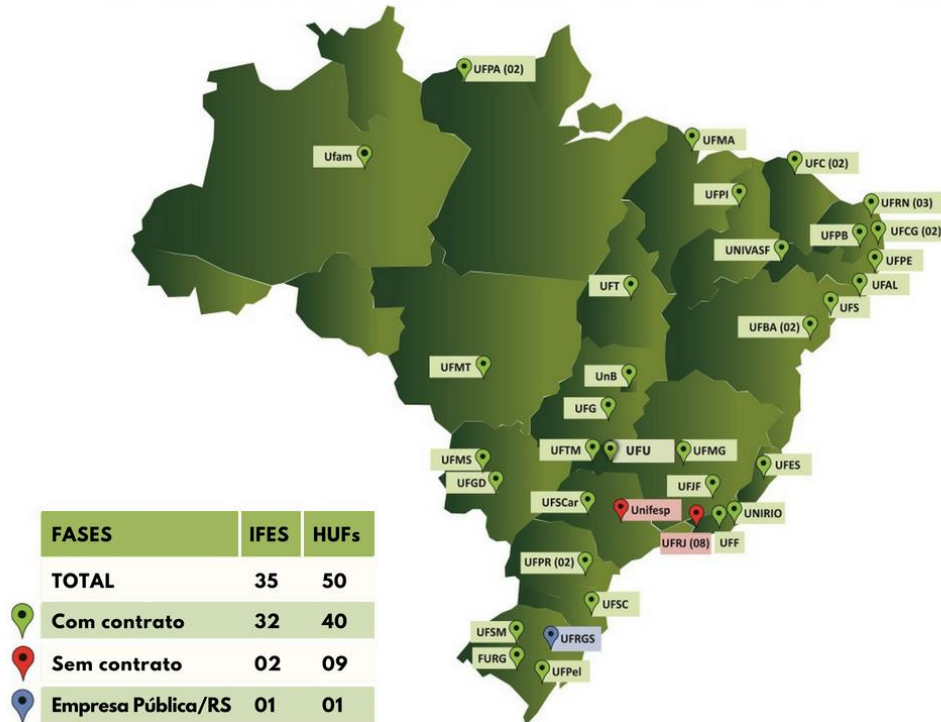 UFPA (02)
UFMA
Ufam
UFC (02)
UFPI
UFRN (03)
UFPB
UFCG (02)
UNIVASF
UFPE
UFT
UFAL
UFS
UFBA (02)
UFMT
UnB
UFG
UFTM
UFU
UFMG
UFMS
UFES
UFGD
UFJF
UFSCar
Unifesp
UNIRIO
UFRJ (08)
UFF
UFPR (02)
UFSC
UFSM
UFRGS
FURG
UFPel
FASES IFES HUFs
TOTAL 35 50
Com contrato 32 40
Sem contrato 02 09
Empresa Pública/RS 01 01